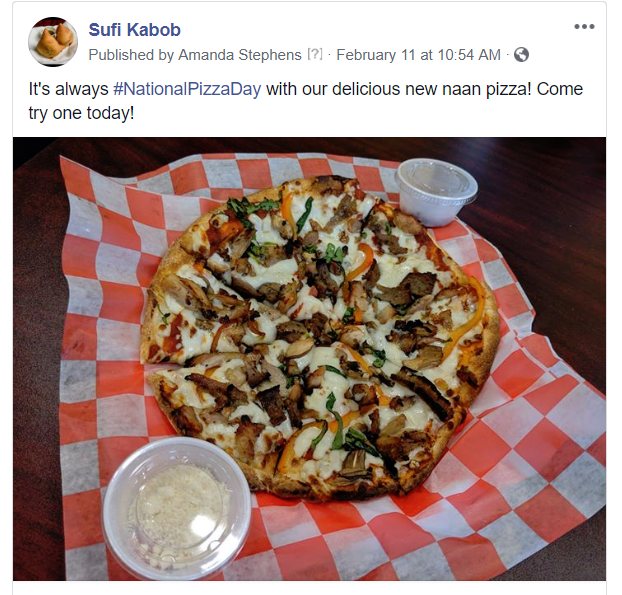 Sufi Kabob
Published by Amanda Stephens [?] · February 11 at 10:54 AM ·
It's always #NationalPizzaDay with our delicious new naan pizza! Come
try one today!